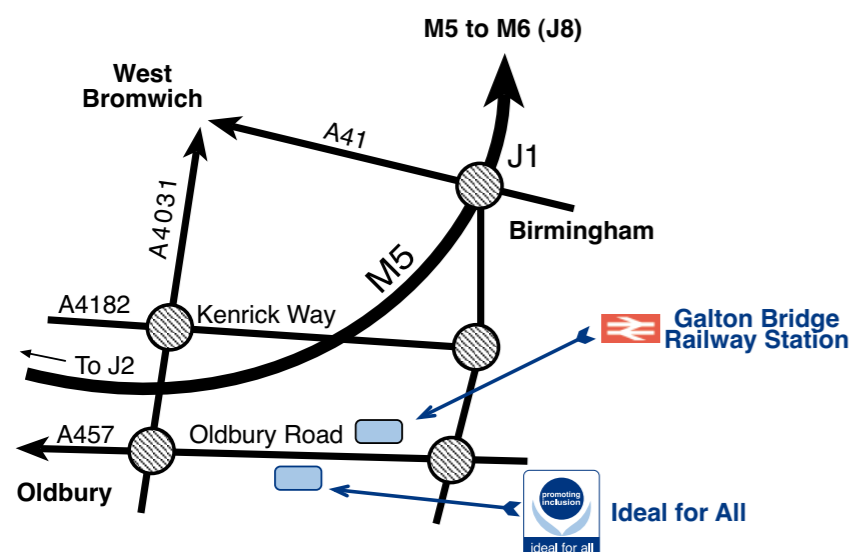 M5 to M6 (J8)
West
Bromwich
A41
J1
A4031
Birmingham
M5
A4182
Kenrick Way
Galton Bridge
Railway Station
To J2
A457
Oldbury Road
Oldbury
promoting
inclusion
Ideal for All
ideal for all